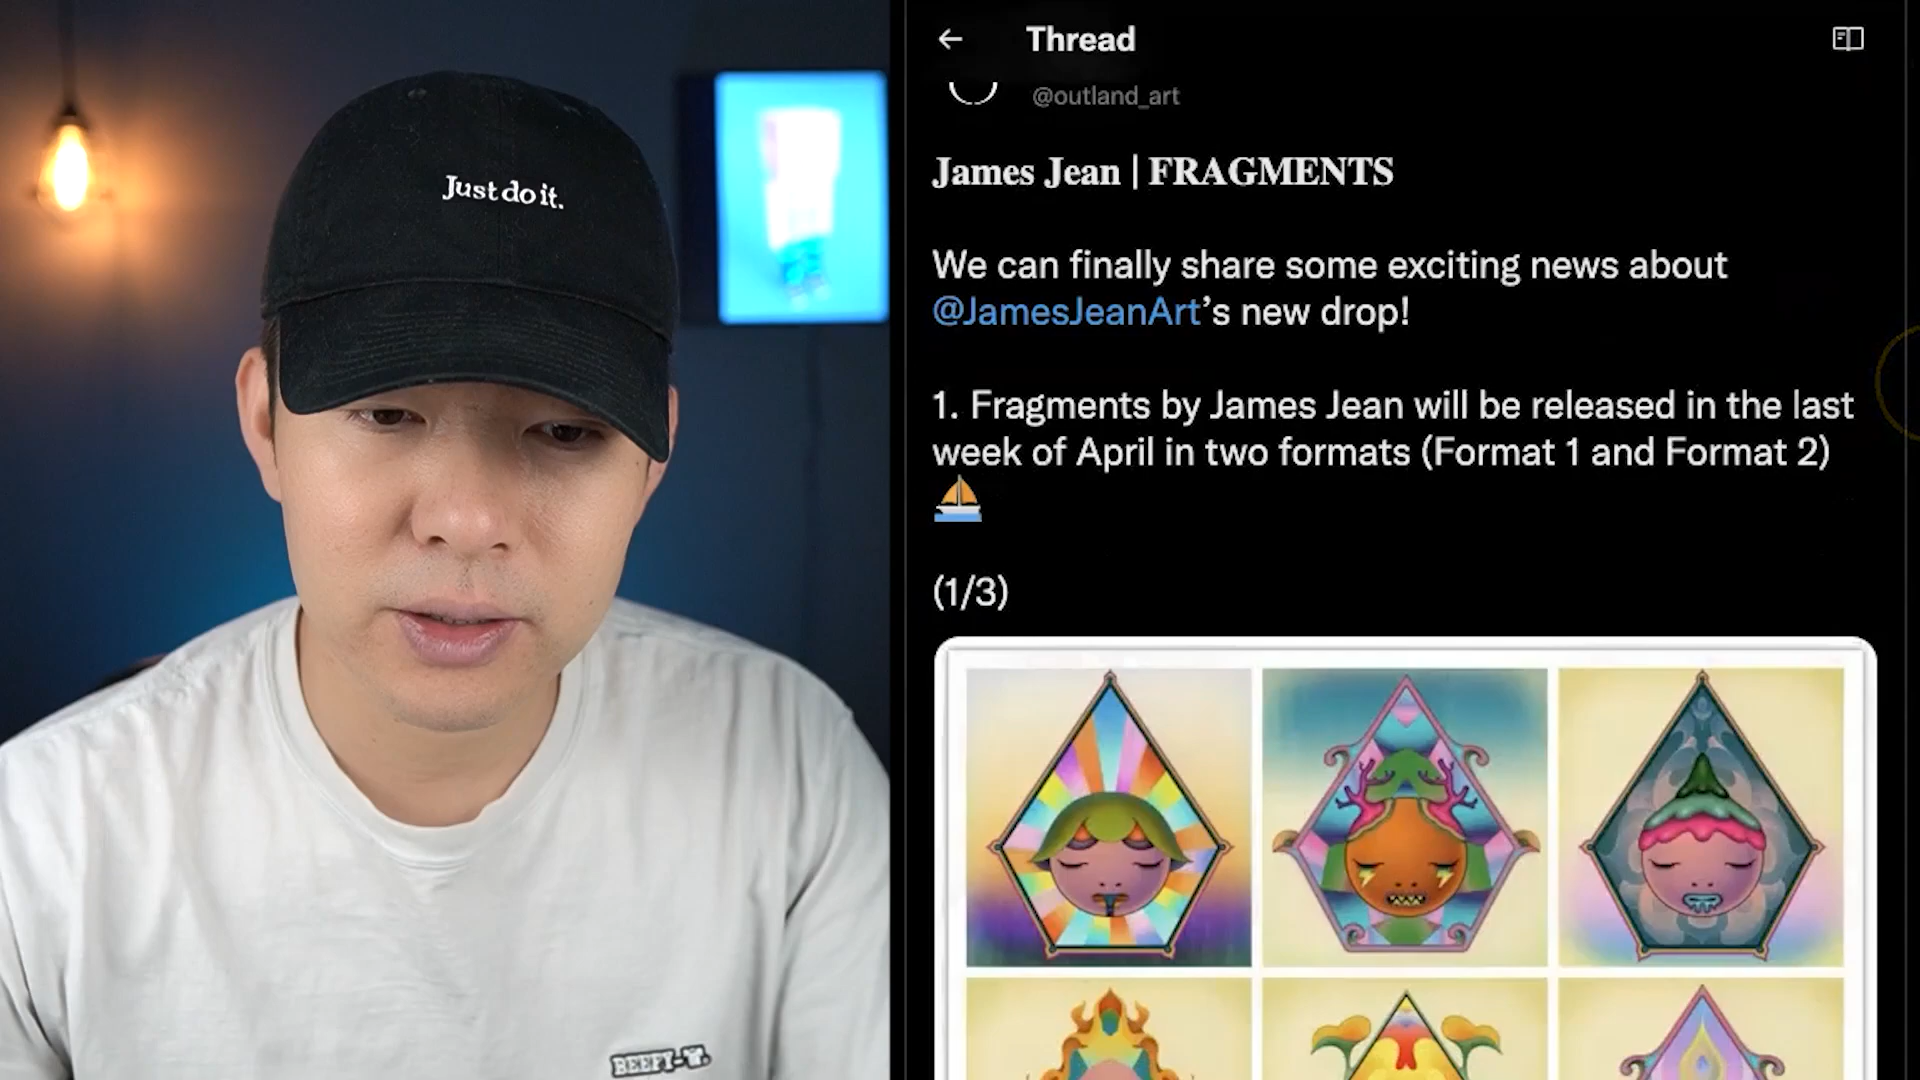 Just do it.
BEEFY-T
Thread
@outland_art
James Jean | FRAGMENTS
We can finally share some exciting news about
@JamesJeanArt’s new drop!
1. Fragments by James Jean will be released in the last
week of April in two formats (Format 1 and Format 2)
(1/3)